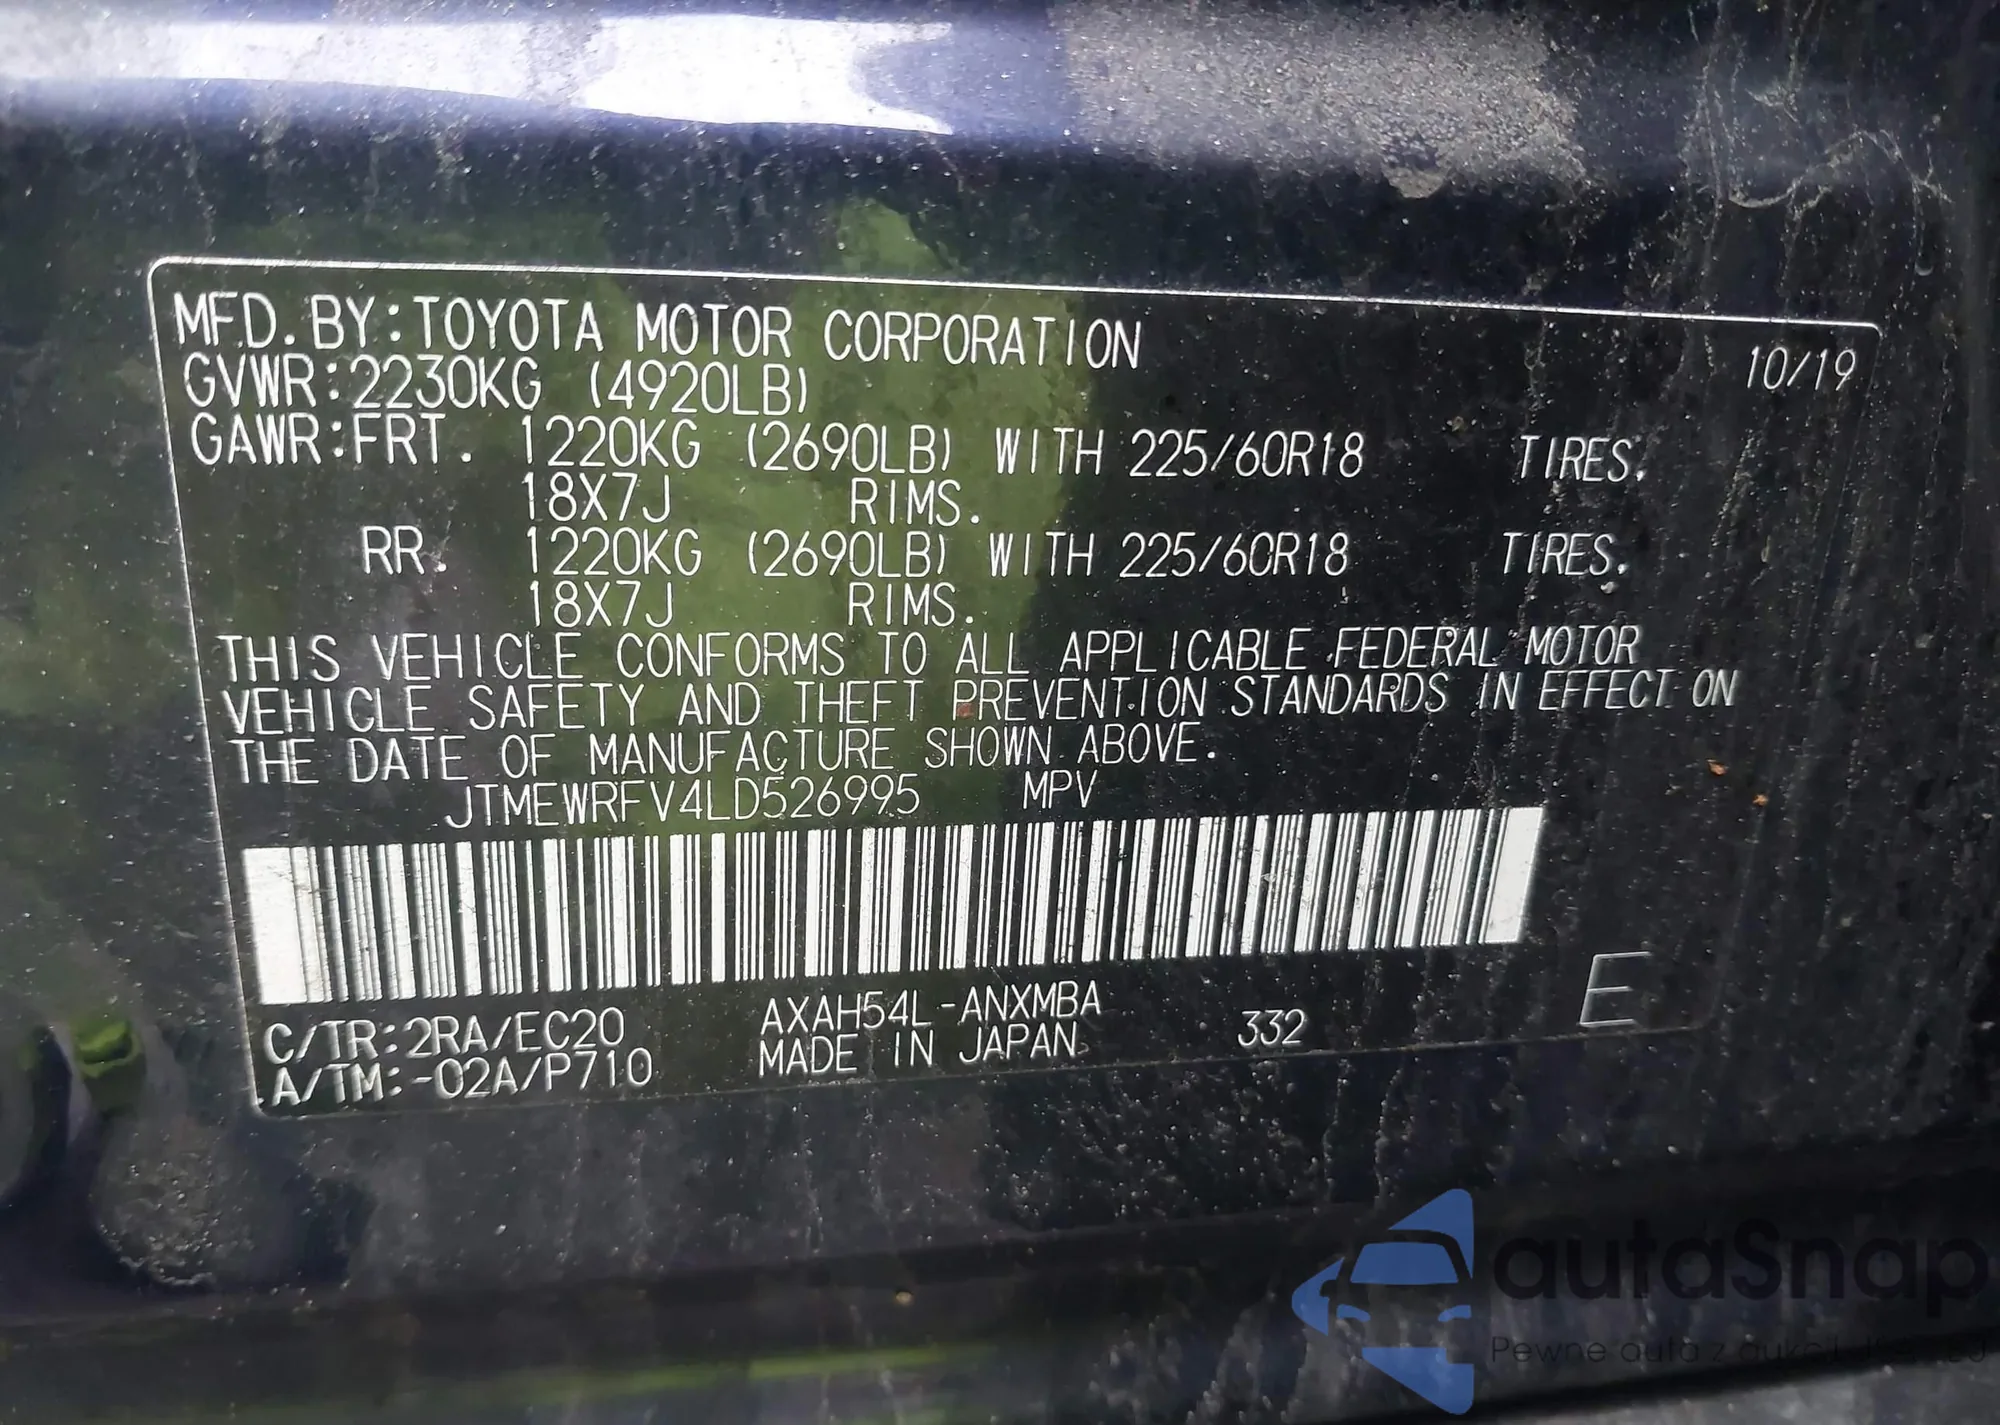 MFD. BY:TOYOTA MOTOR CORPORATION 10/19
GVWR:2230KG (4920LB)
GAWR:FRT. 1220KG (2690LB) WITH 225/60R18 TIRES.
18X7J RIMS.
RR. 1220KG (2690LB) WITH 225/60R18 TIRES.
18X7J RIMS.
THIS VEHICLE CONFORMS TO ALL APPLICABLE FEDERAL MOTOR
VEHICLE SAFETY AND THEFT PREVENTION STANDARDS IN EFFECT ON
THE DATE OF MANUFACTURE SHOWN ABOVE.
JTMEWRFV4LD526995 MPV
C/TR:2RA/EC20 AXAH54L-ANXMBA 332 E
A/TM:-02A/P710 MADE IN JAPAN
autaSnap
Pewne auta z aukcji